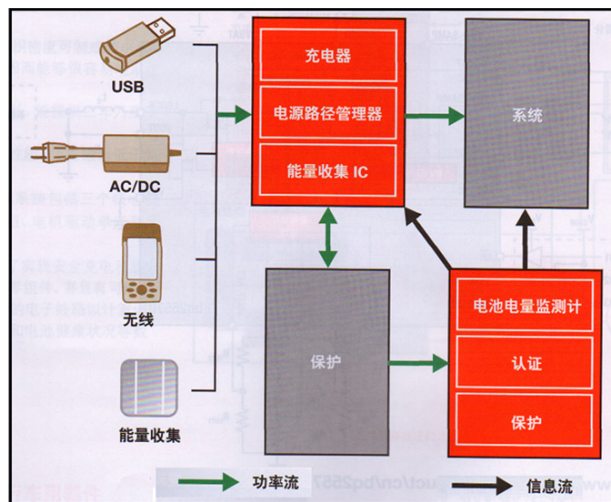 USB
AC/DC
无线
能量收集
充电器
电源路径管理器
能量收集 IC
系统
保护
电池电量监测计
认证
保护
功率流
信息流